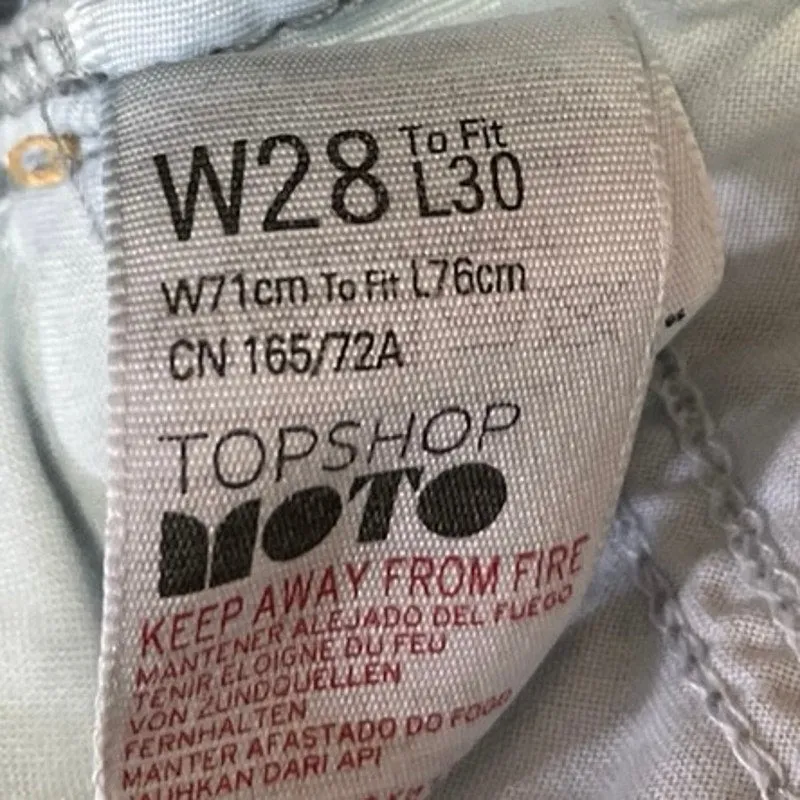 W28 To Fit L30
W71cm To Fit L76cm
CN 165/72A
TOPSHOP
MOTO
KEEP AWAY FROM FIRE
MANTENER ALEJADO DEL FUEGO
TENIR ELOIGNE DU FEU
VON ZUNDQUELLEN
FERNHALTEN
MANTER AFASTADO DO FOGO
DARI API